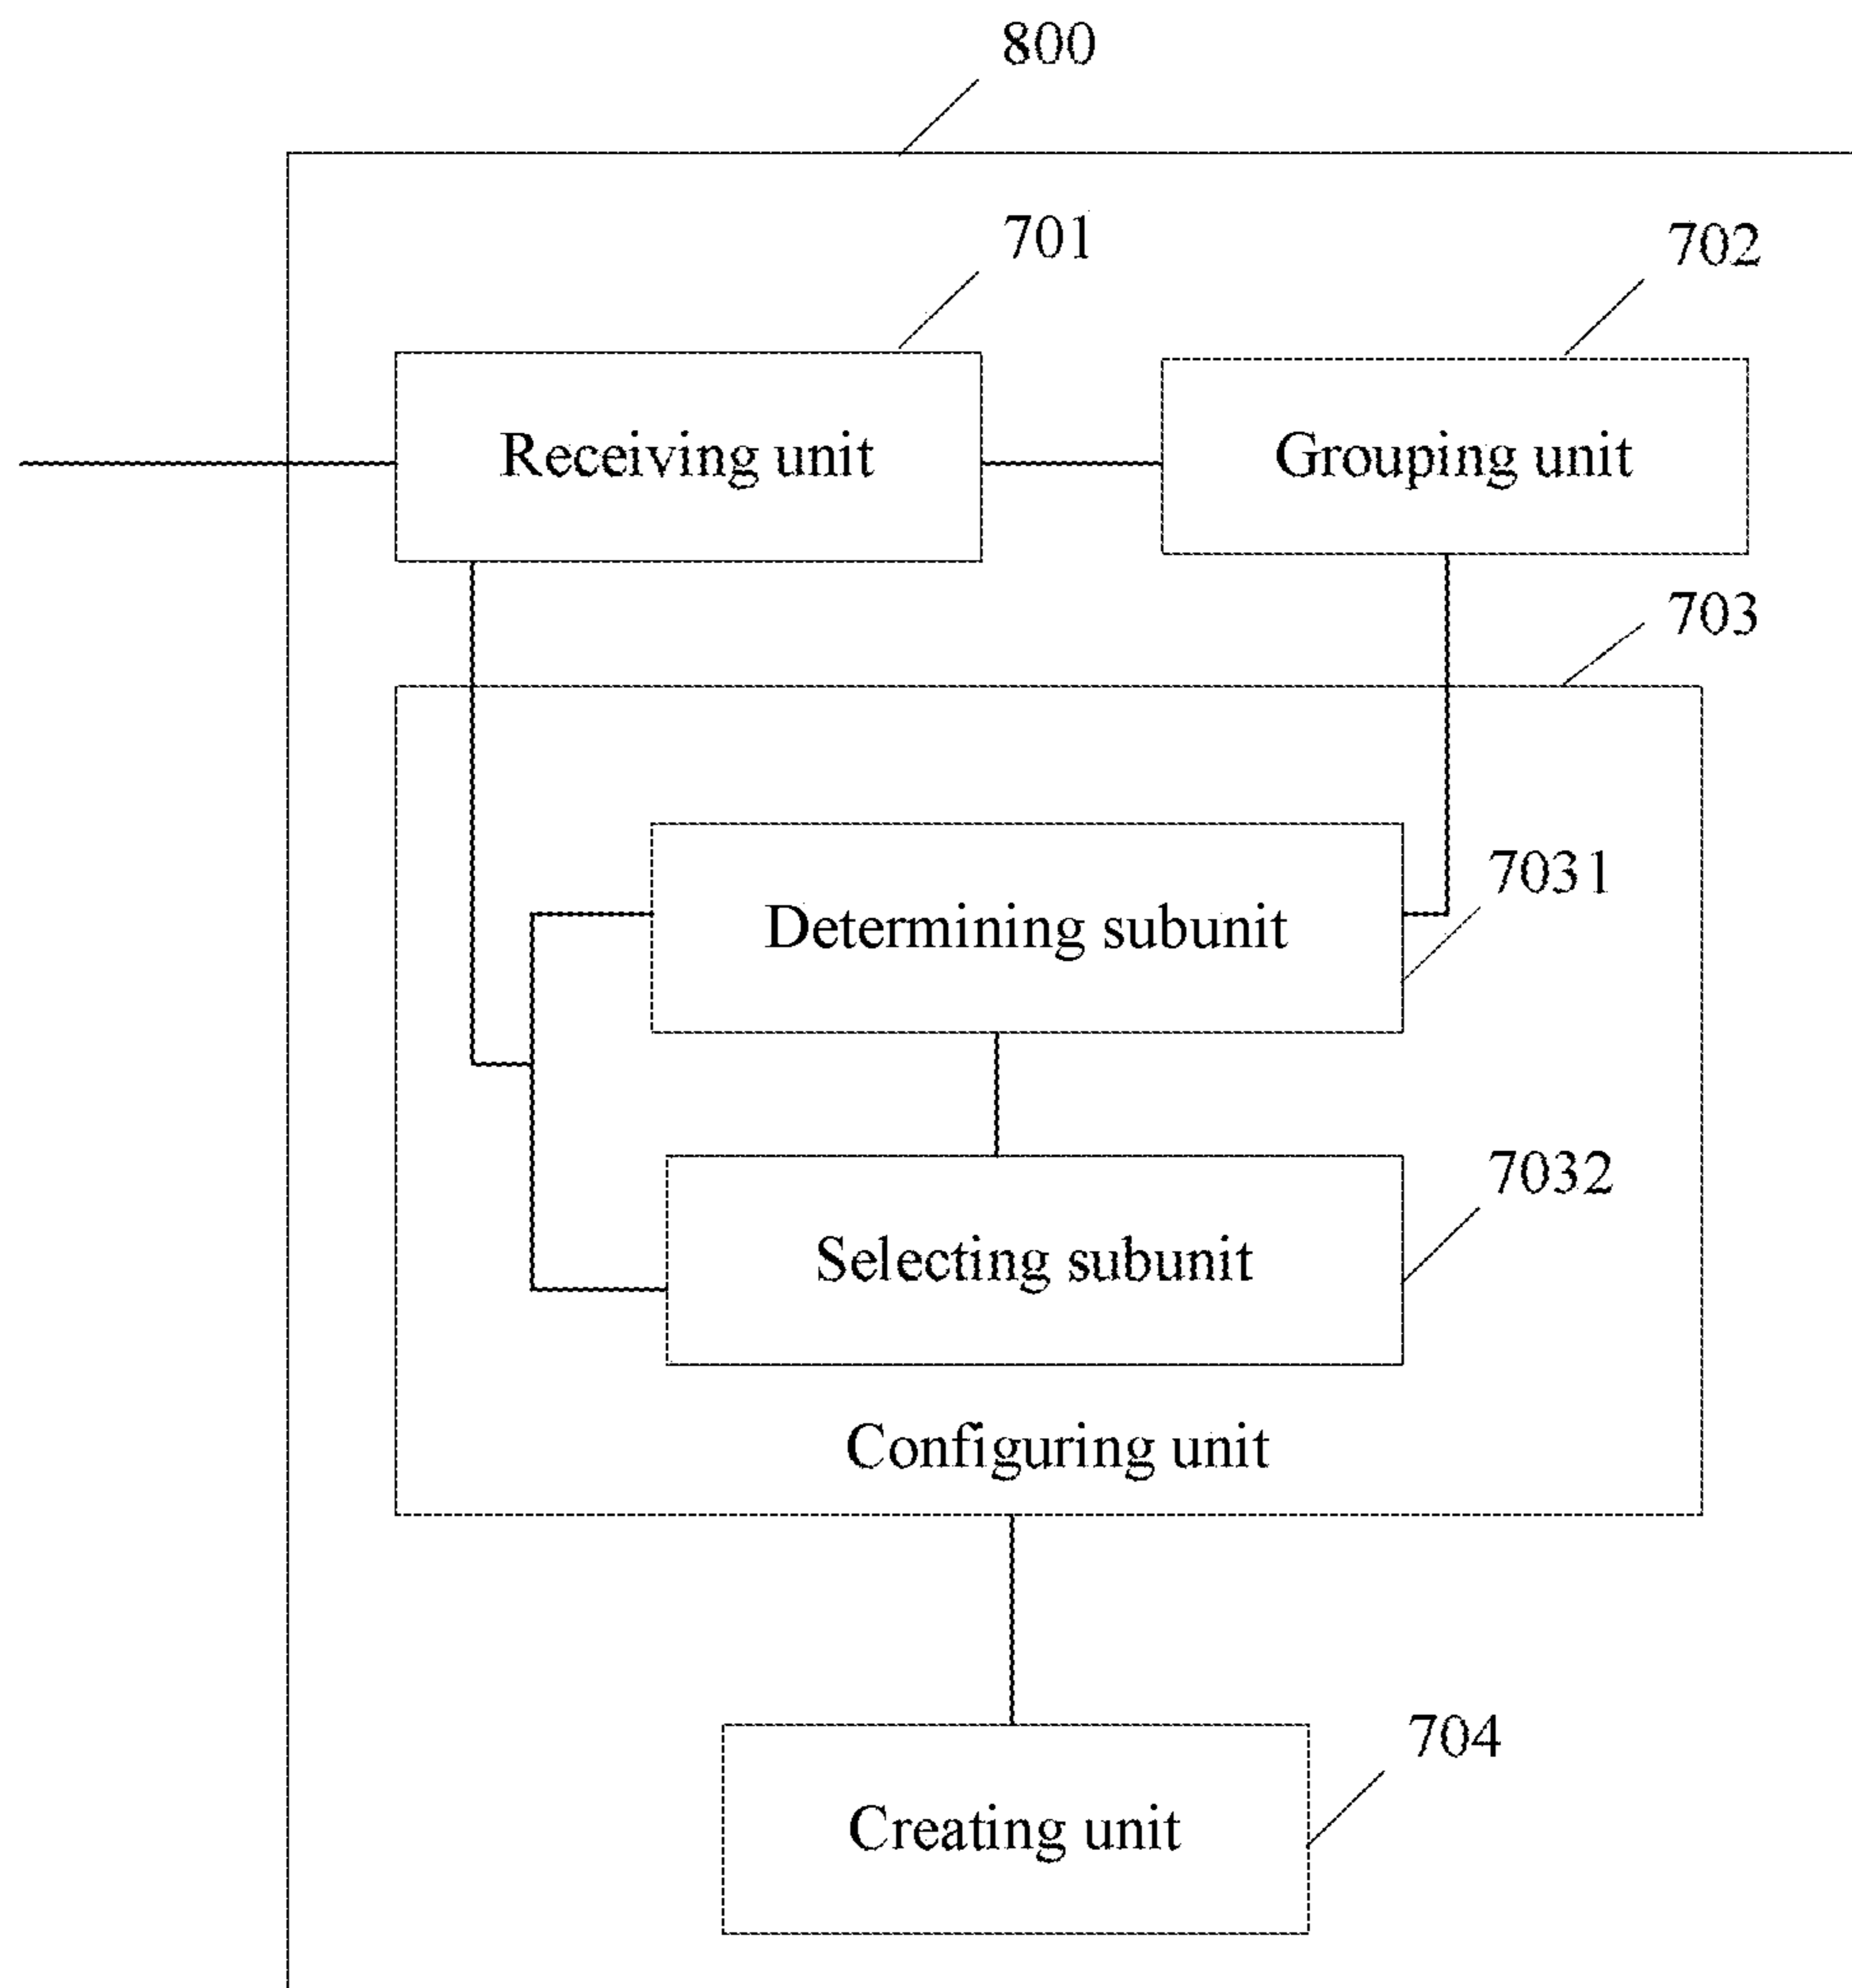 800
701
702
Receiving unit
Grouping unit
703
7031
Determining subunit
7032
Selecting subunit
Configuring unit
704
Creating unit